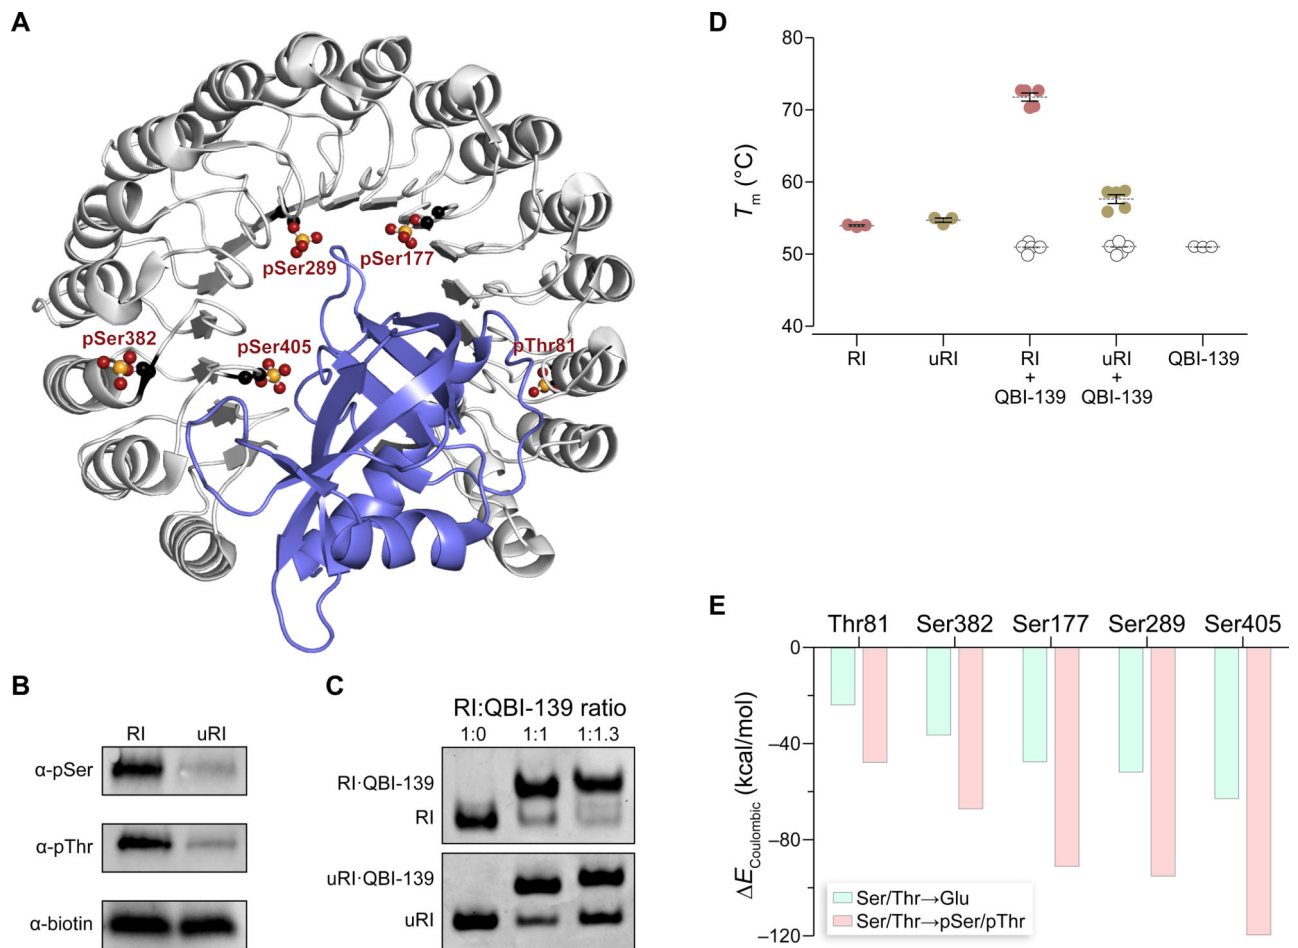 A
pSer289
pSer177
pSer382
pSer405
pThr81
B
RI uRI
α-pSer
α-pThr
α-biotin
C
RI:QBI-139 ratio
1:0 1:1 1:1.3
RI·QBI-139
RI
uRI·QBI-139
uRI
D
80
70
60
50
40
Tm (°C)
RI uRI RI + QBI-139 uRI + QBI-139 QBI-139
E
Thr81 Ser382 Ser177 Ser289 Ser405
0
−40
−80
−120
ΔECoulombic (kcal/mol)
Ser/Thr→Glu
Ser/Thr→pSer/pThr